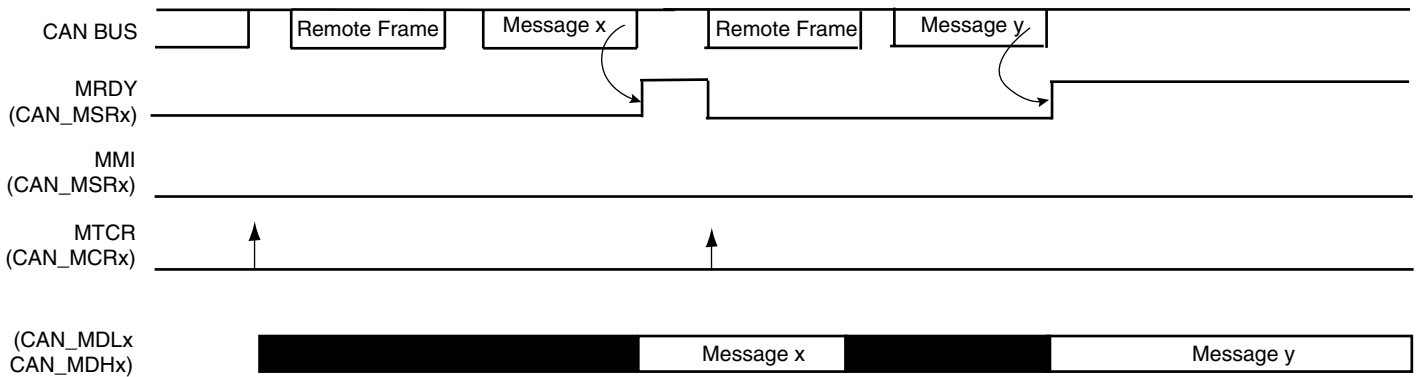 CAN BUS
Remote Frame
Message x
Remote Frame
Message y
MRDY
(CAN_MSRx)
MMI
(CAN_MSRx)
MTCR
(CAN_MCRx)
(CAN_MDLx
CAN_MDHx)
Message x
Message y